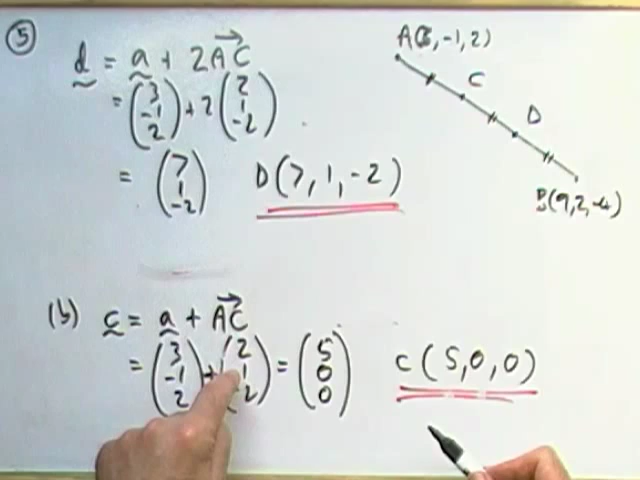 ⑤
d = a + 2AC
= (3 -1 2) + 2 (2 1 -2)
= (7 1 -2) D(7, 1, -2)
A(3, -1, 2)
C
D
B(9, 2, -4)
(b) c = a + AC
= (3 -1 2) + (2 1 -2) = (5 0 0) C (5, 0, 0)